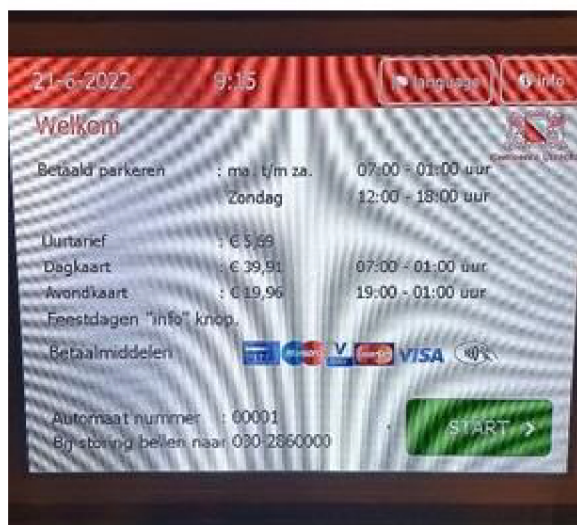 21-6-2022 9:15 language info
Welkom
Gemeente Utrecht
Betaald parkeren : ma. t/m za. 07:00 - 01:00 uur
Zondag 12:00 - 18:00 uur
Uurtarief : € 5,69
Dagkaart : € 39,91 07:00 - 01:00 uur
Avondkaart : € 19,96 19:00 - 01:00 uur
Feestdagen "info" knop.
Betaalmiddelen Maestro V VISA
Automaat nummer : 00001
Bij storing bellen naar 030-2860000
START >